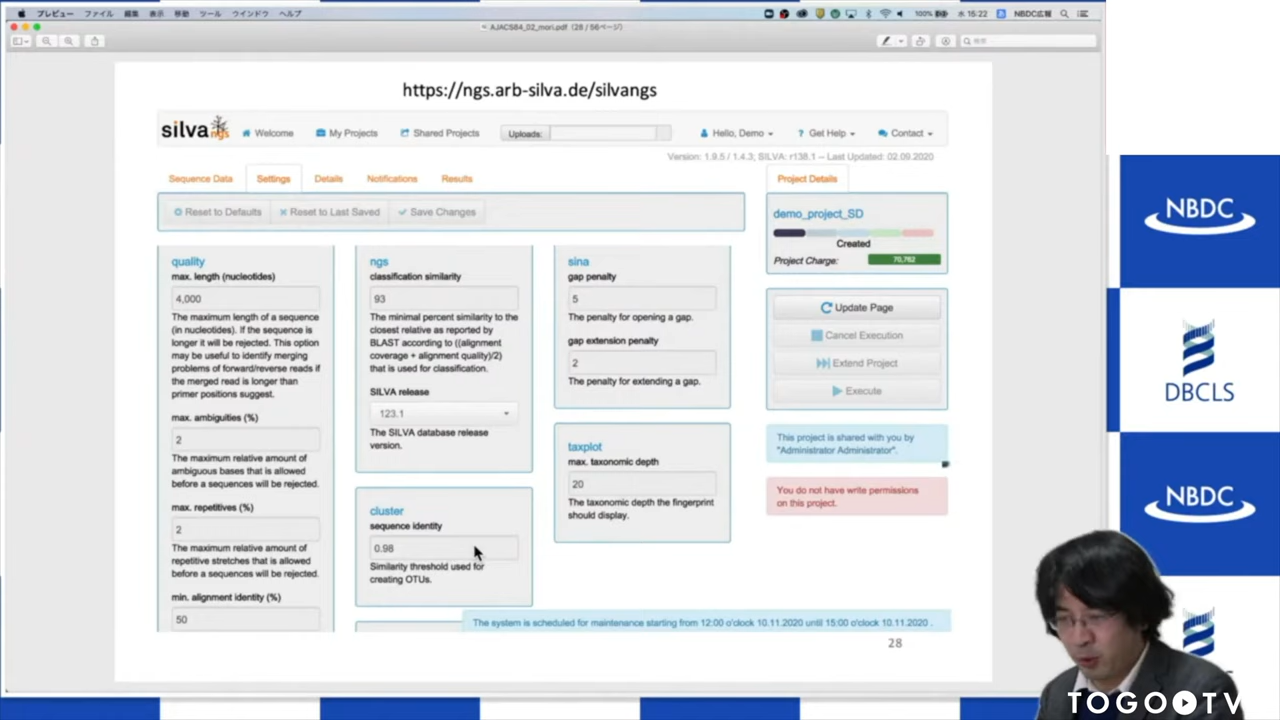 プレビュー ファイル 編集 表示 移動 ツール ウインドウ ヘルプ
100% 水 15:22 NBDC広報
AJACS84_02_mori.pdf (28 / 56ページ)
検索
https://ngs.arb-silva.de/silvangs
silva ngs
Welcome My Projects Shared Projects Uploads: Hello, Demo Get Help Contact
Version: 1.9.5 / 1.4.3, SILVA: r138.1 – Last Updated: 02.09.2020
Sequence Data Settings Details Notifications Results
Reset to Defaults Reset to Last Saved Save Changes
quality
max. length (nucleotides)
4,000
The maximum length of a sequence
(in nucleotides). If the sequence is
longer it will be rejected. This option
may be useful to identify merging
problems of forward/reverse reads if
the merged read is longer than
primer positions suggest.
max. ambiguities (%)
2
The maximum relative amount of
ambiguous bases that is allowed
before a sequences will be rejected.
max. repetitives (%)
2
The maximum relative amount of
repetitive stretches that is allowed
before a sequences will be rejected.
min. alignment identity (%)
50
ngs
classification similarity
93
The minimal percent similarity to the
closest relative as reported by
BLAST according to ((alignment
coverage + alignment quality)/2)
that is used for classification.
SILVA release
123.1
The SILVA database release
version.
cluster
sequence identity
0.98
Similarity threshold used for
creating OTUs.
sina
gap penalty
5
The penalty for opening a gap.
gap extension penalty
2
The penalty for extending a gap.
taxplot
max. taxonomic depth
20
The taxonomic depth the fingerprint
should display.
Project Details
demo_project_SD
Created
Project Charge: 70,762
Update Page
Cancel Execution
Extend Project
Execute
This project is shared with you by
"Administrator Administrator".
You do not have write permissions
on this project.
The system is scheduled for maintenance starting from 12:00 o'clock 10.11.2020 until 15:00 o'clock 10.11.2020 .
28
NBDC
DBCLS
NBDC
TOGO TV